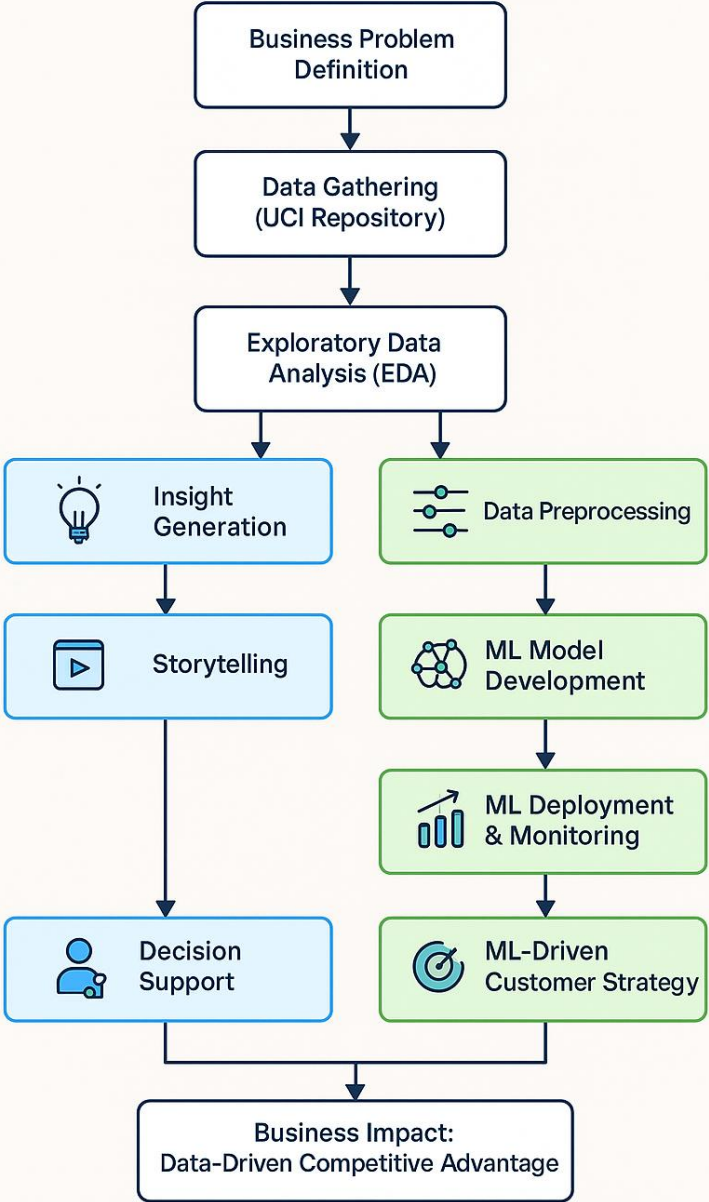 Business Problem
Definition
Data Gathering
(UCI Repository)
Exploratory Data
Analysis (EDA)
Insight
Generation
Data Preprocessing
Storytelling
ML Model
Development
ML Deployment
& Monitoring
Decision
Support
ML-Driven
Customer Strategy
Business Impact:
Data-Driven Competitive Advantage